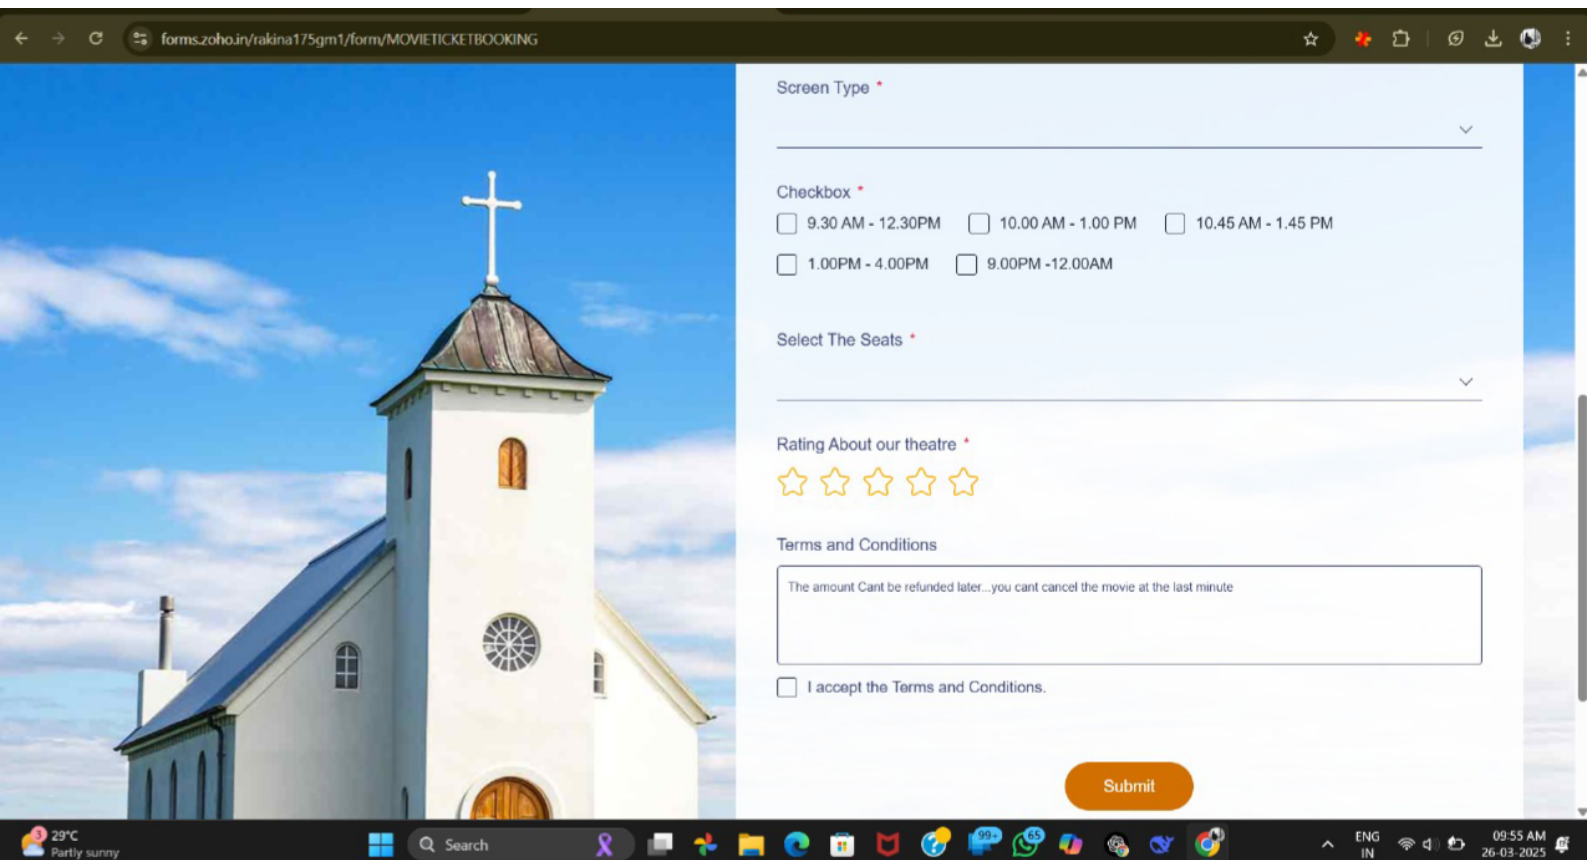 forms.zoho.in/rakina175gm1/form/MOVIETICKETBOOKING
Screen Type *
Checkbox *
9.30 AM - 12.30PM 10.00 AM - 1.00 PM 10.45 AM - 1.45 PM
1.00PM - 4.00PM 9.00PM -12.00AM
Select The Seats *
Rating About our theatre *
Terms and Conditions
The amount Cant be refunded later...you cant cancel the movie at the last minute
I accept the Terms and Conditions.
Submit
3 29°C
Partly sunny
Search
99+
65
ENG
IN
09:55 AM
26-03-2025